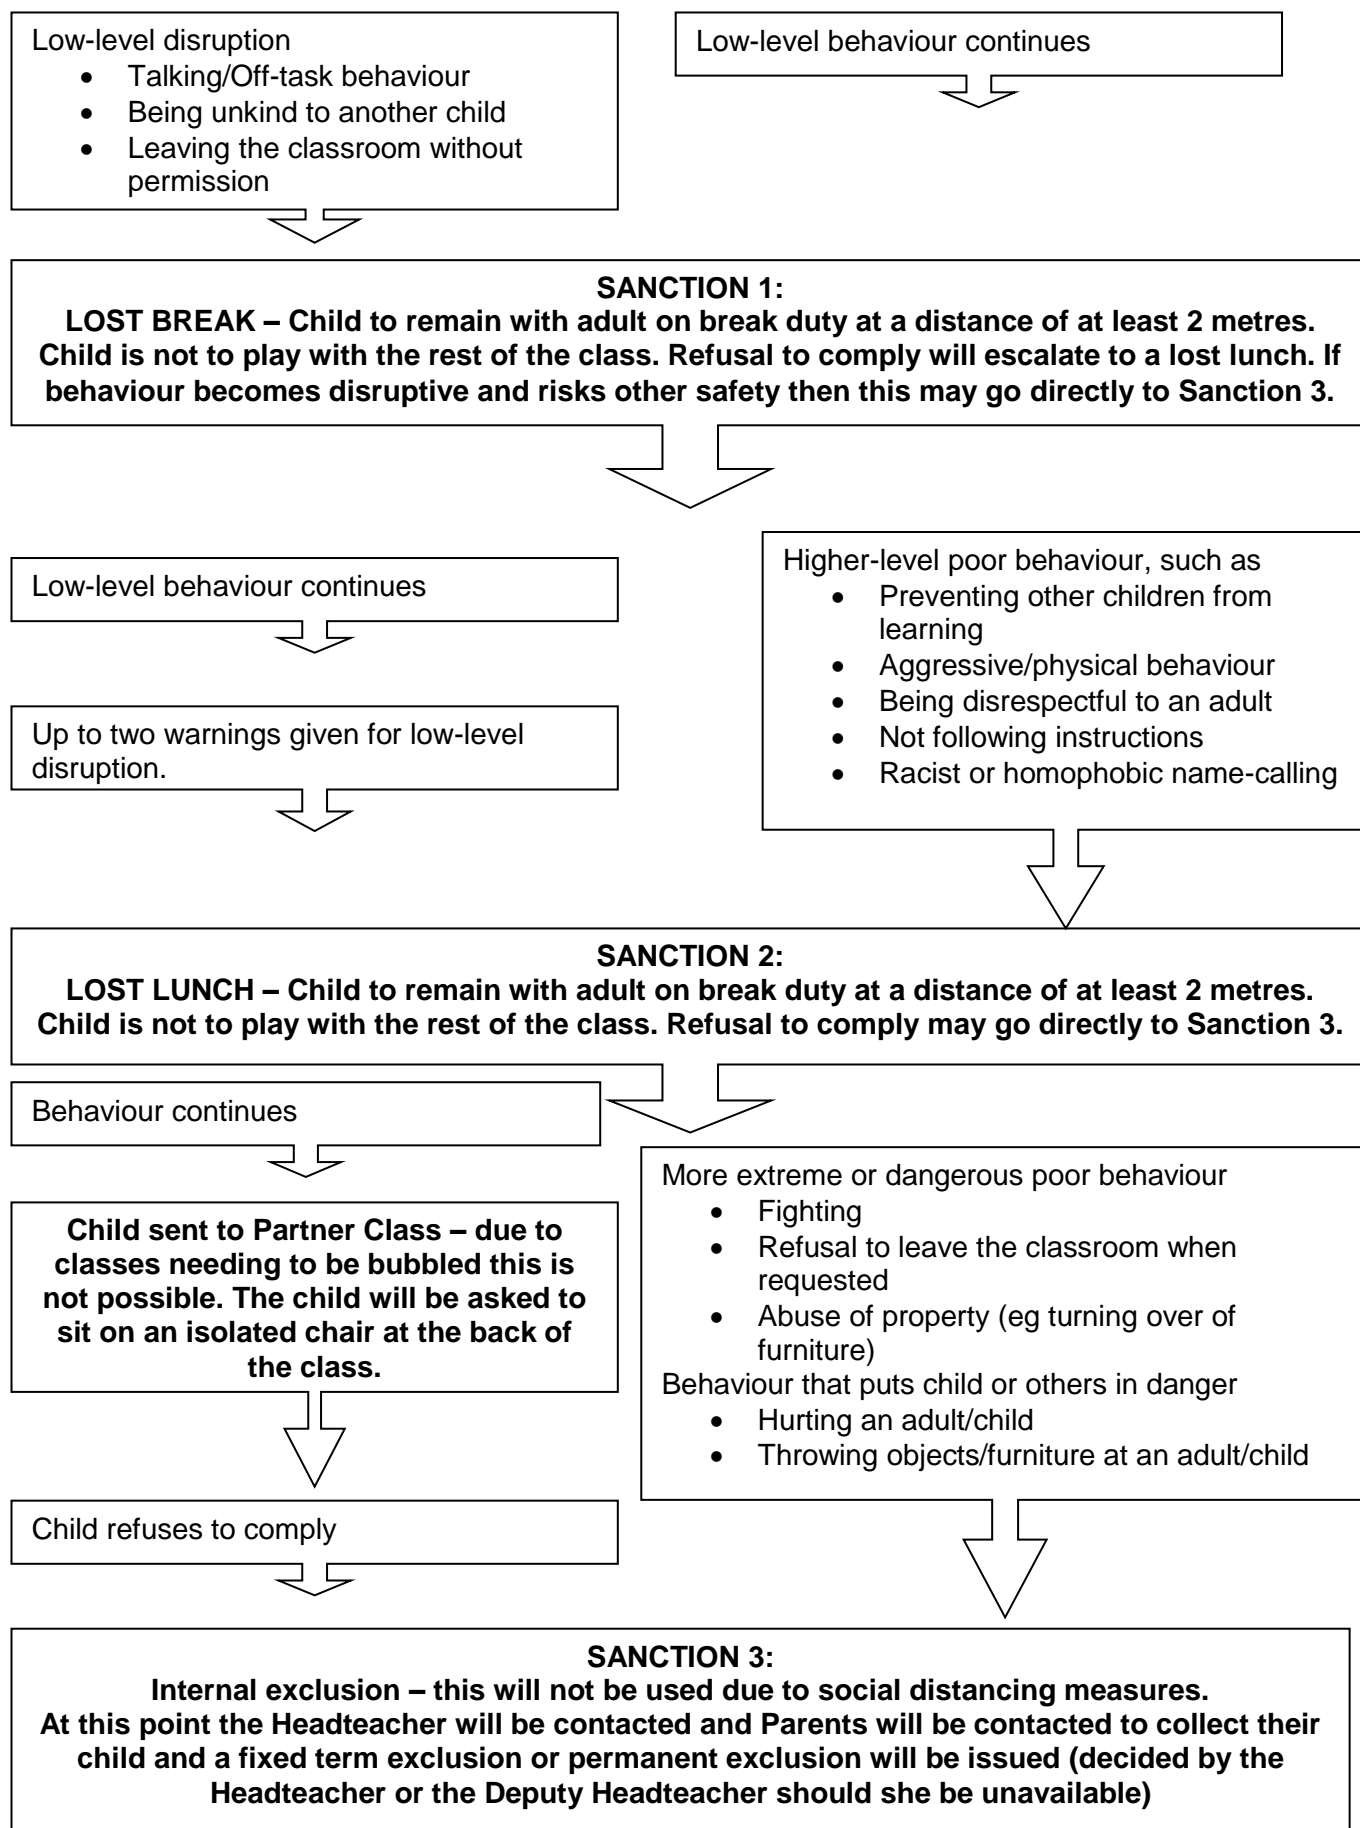 Low-level disruption
• Talking/Off-task behaviour
• Being unkind to another child
• Leaving the classroom without
permission
Low-level behaviour continues
SANCTION 1:
LOST BREAK – Child to remain with adult on break duty at a distance of at least 2 metres.
Child is not to play with the rest of the class. Refusal to comply will escalate to a lost lunch. If
behaviour becomes disruptive and risks other safety then this may go directly to Sanction 3.
Low-level behaviour continues
Up to two warnings given for low-level
disruption.
Higher-level poor behaviour, such as
• Preventing other children from
learning
• Aggressive/physical behaviour
• Being disrespectful to an adult
• Not following instructions
• Racist or homophobic name-calling
SANCTION 2:
LOST LUNCH – Child to remain with adult on break duty at a distance of at least 2 metres.
Child is not to play with the rest of the class. Refusal to comply may go directly to Sanction 3.
Behaviour continues
Child sent to Partner Class – due to
classes needing to be bubbled this is
not possible. The child will be asked to
sit on an isolated chair at the back of
the class.
Child refuses to comply
More extreme or dangerous poor behaviour
• Fighting
• Refusal to leave the classroom when
requested
• Abuse of property (eg turning over of
furniture)
Behaviour that puts child or others in danger
• Hurting an adult/child
• Throwing objects/furniture at an adult/child
SANCTION 3:
Internal exclusion – this will not be used due to social distancing measures.
At this point the Headteacher will be contacted and Parents will be contacted to collect their
child and a fixed term exclusion or permanent exclusion will be issued (decided by the
Headteacher or the Deputy Headteacher should she be unavailable)